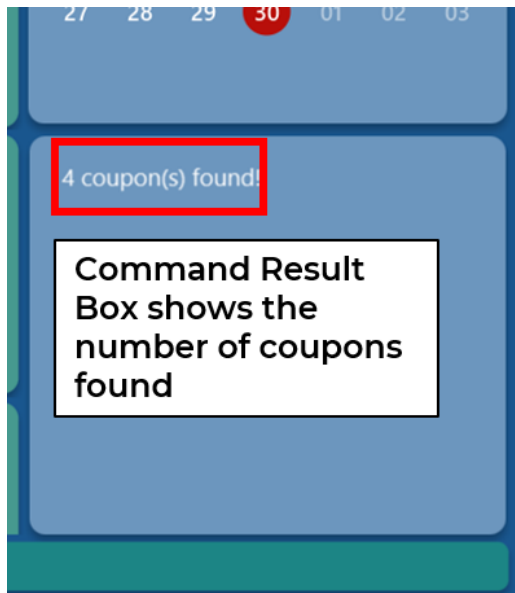 27 28 29 30 01 02 03
4 coupon(s) found!
Command Result
Box shows the
number of coupons
found